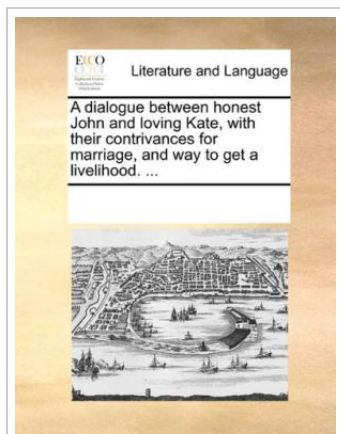 ECCO
Literature and Language
A dialogue between honest
John and loving Kate, with
their contrivances for
marriage, and way to get a
livelihood. ...